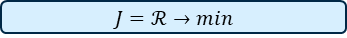 J = ℛ → min